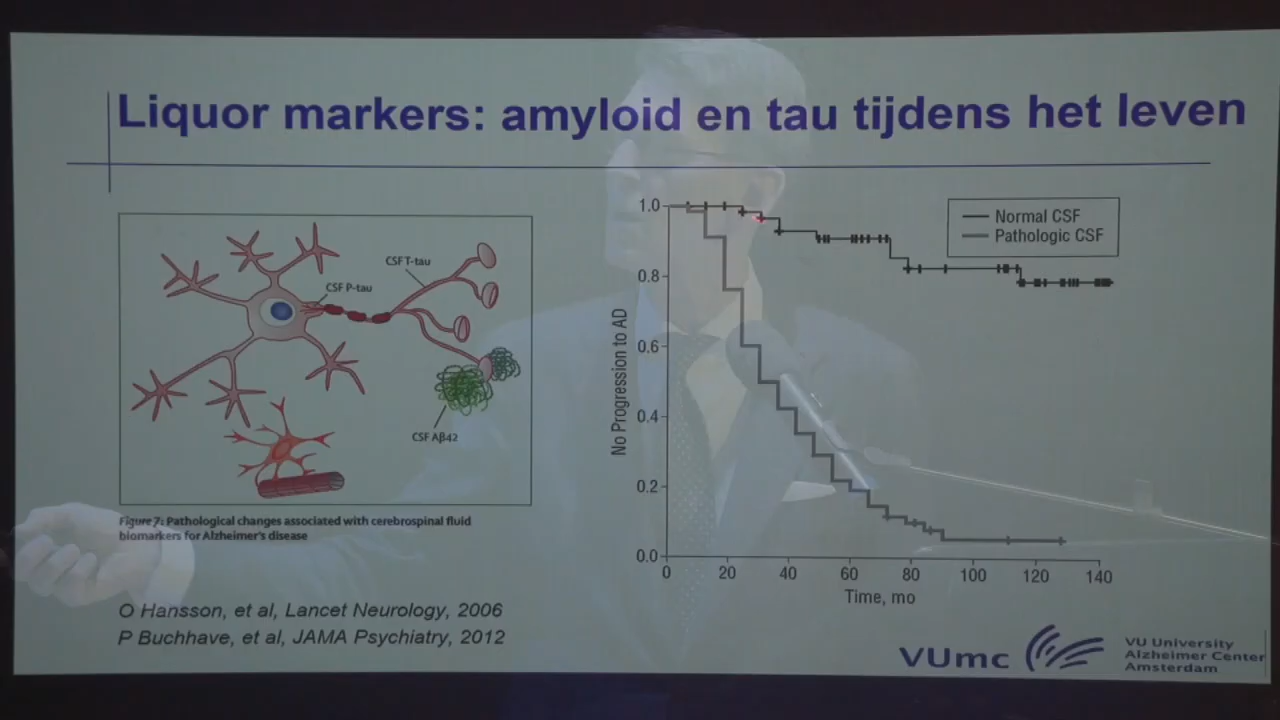 Liquor markers: amyloid en tau tijdens het leven
CSF T-tau
CSF P-tau
CSF Aβ42
Figure 7: Pathological changes associated with cerebrospinal fluid
biomarkers for Alzheimer's disease
O Hansson, et al, Lancet Neurology, 2006
P Buchhave, et al, JAMA Psychiatry, 2012
Normal CSF
Pathologic CSF
No Progression to AD
1.0
0.8
0.6
0.4
0.2
0.0
0 20 40 60 80 100 120 140
Time, mo
VUmc
VU University
Alzheimer Center
Amsterdam